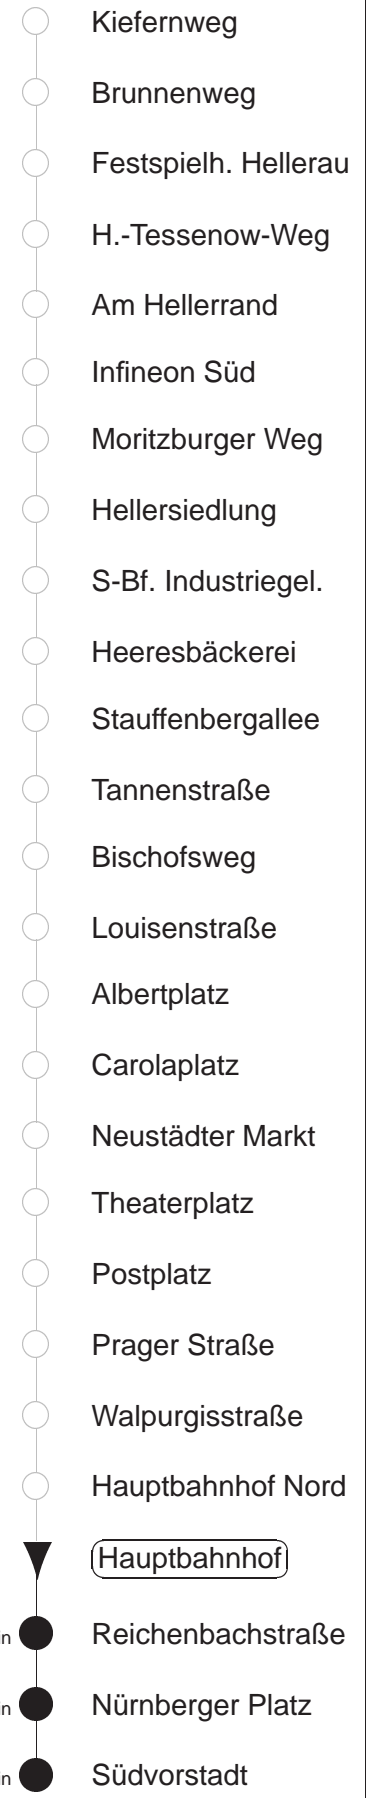 Kiefernweg
Brunnenweg
Festspielh. Hellerau
H.-Tessenow-Weg
Am Hellerrand
Infineon Süd
Moritzburger Weg
Hellersiedlung
S-Bf. Industriegel.
Heeresbäckerei
Stauffenbergallee
Tannenstraße
Bischofsweg
Louisenstraße
Albertplatz
Carolaplatz
Neustädter Markt
Theaterplatz
Postplatz
Prager Straße
Walpurgisstraße
Hauptbahnhof Nord
Hauptbahnhof
Reichenbachstraße
Nürnberger Platz
Südvorstadt